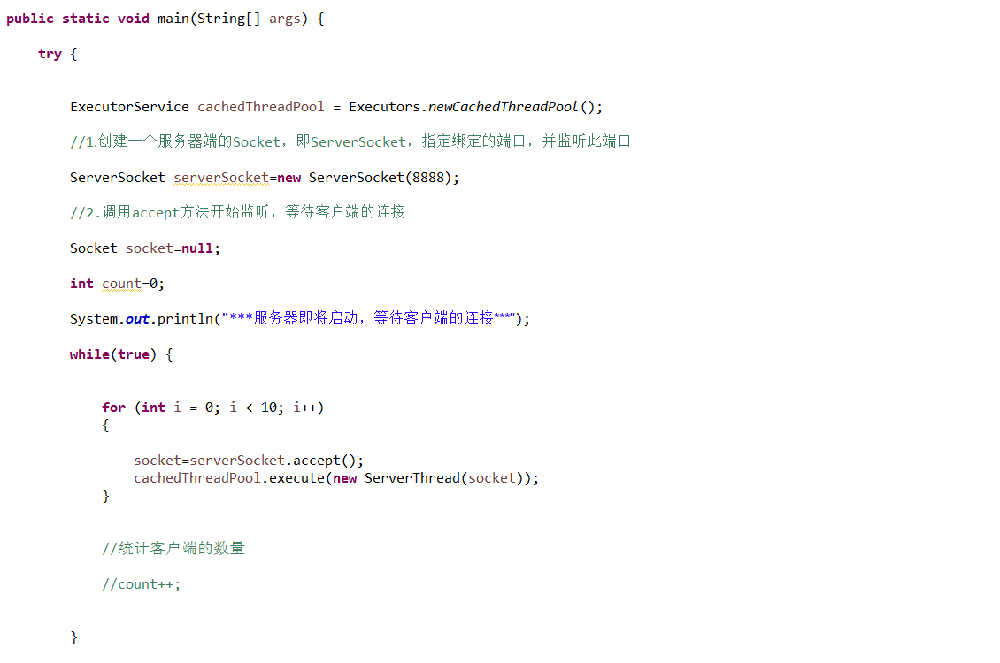 public static void main(String[] args) {
try {
ExecutorService cachedThreadPool = Executors.newCachedThreadPool();
//1.创建一个服务器端的Socket，即ServerSocket，指定绑定的端口，并监听此端口
ServerSocket serverSocket=new ServerSocket(8888);
//2.调用accept方法开始监听，等待客户端的连接
Socket socket=null;
int count=0;
System.out.println("***服务器即将启动，等待客户端的连接***");
while(true) {
for (int i = 0; i < 10; i++)
{
socket=serverSocket.accept();
cachedThreadPool.execute(new ServerThread(socket));
}
//统计客户端的数量
//count++;
}